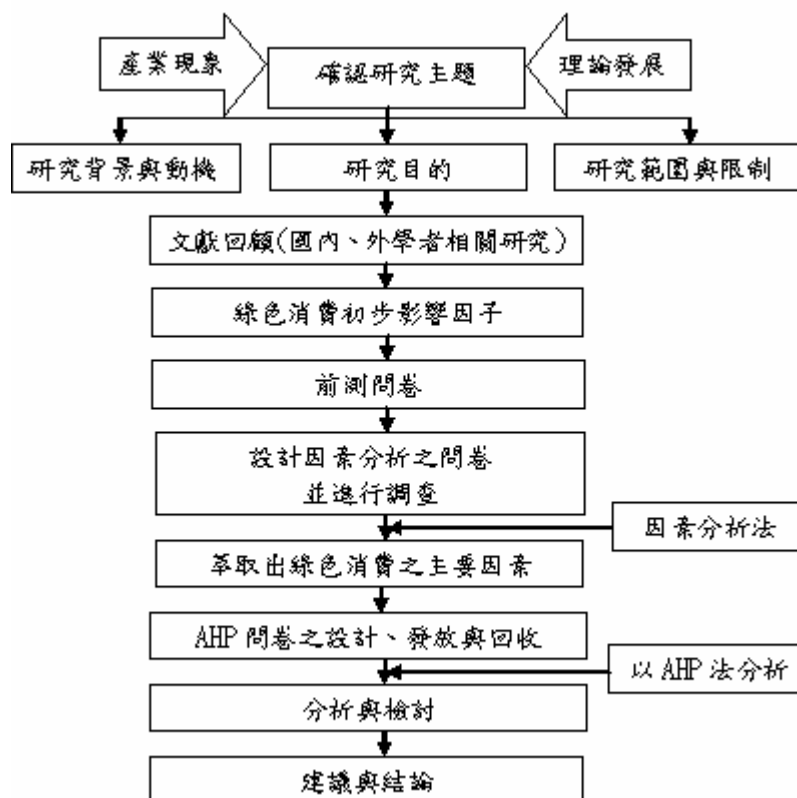 產業現象
確認研究主題
理論發展
研究背景與動機
研究目的
研究範圍與限制
文獻回顧(國內、外學者相關研究)
綠色消費初步影響因子
前測問卷
設計因素分析之問卷
並進行調查
因素分析法
萃取出綠色消費之主要因素
AHP 問卷之設計、發放與回收
以 AHP 法分析
分析與檢討
建議與結論